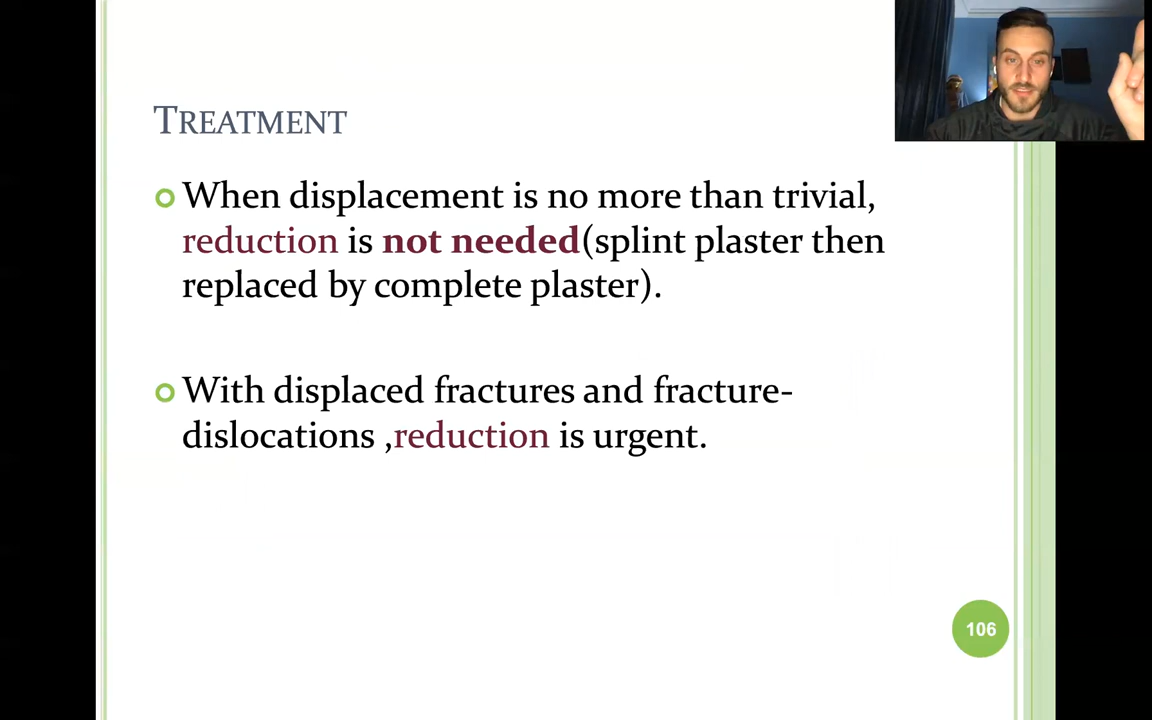 TREATMENT
When displacement is no more than trivial,
reduction is not needed(splint plaster then
replaced by complete plaster).
With displaced fractures and fracture-
dislocations ,reduction is urgent.
106